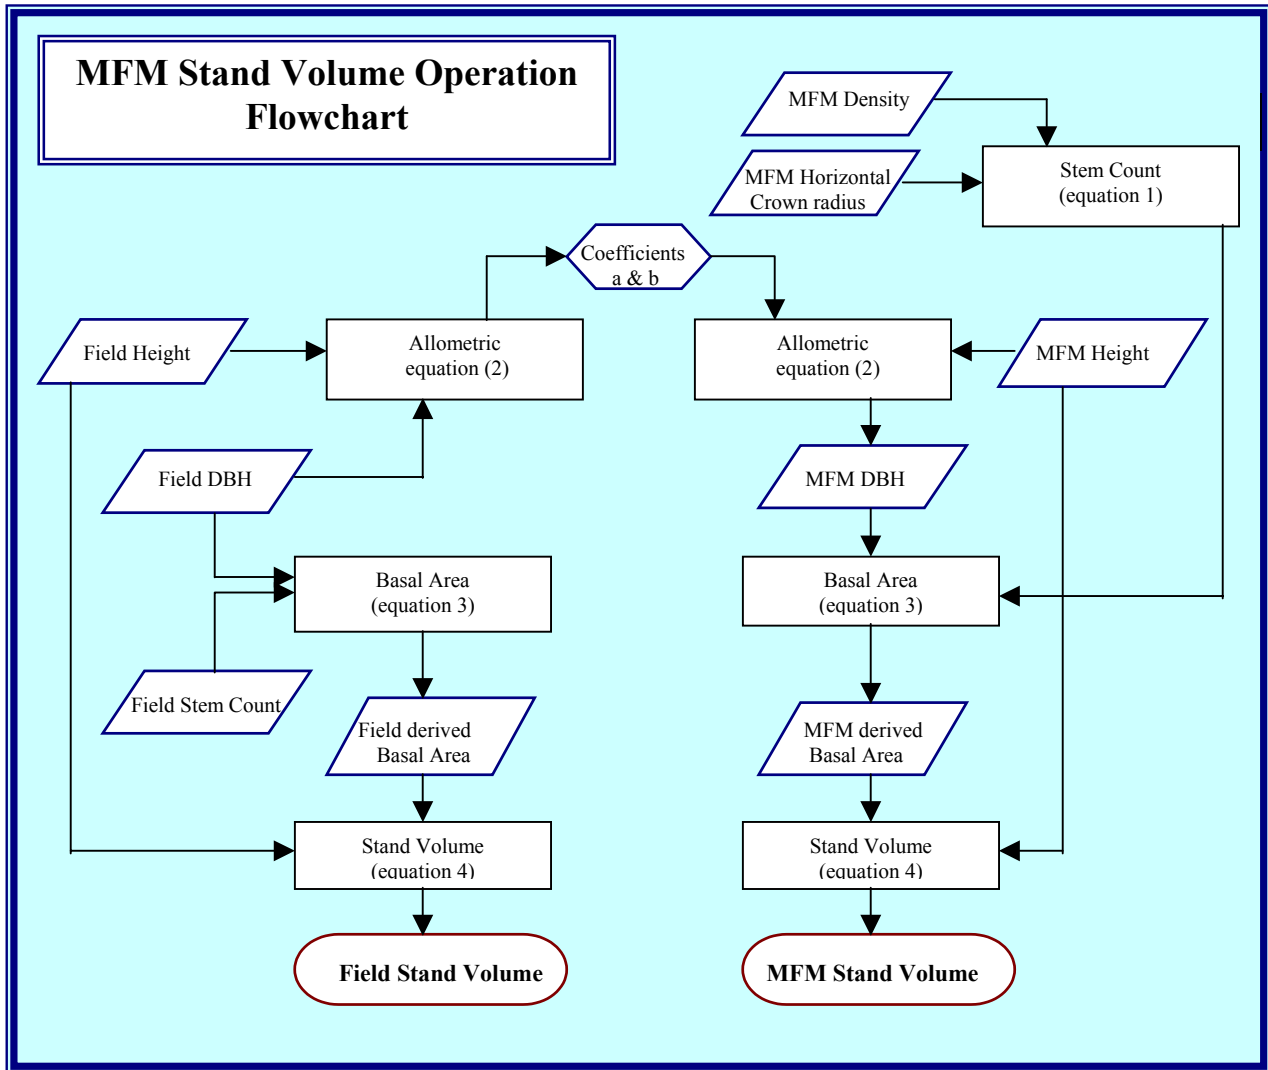 MFM Stand Volume Operation
Flowchart
MFM Density
MFM Horizontal
Crown radius
Stem Count
(equation 1)
Coefficients
a & b
Field Height
Allometric
equation (2)
Allometric
equation (2)
MFM Height
Field DBH
MFM DBH
Basal Area
(equation 3)
Basal Area
(equation 3)
Field Stem Count
Field derived
Basal Area
MFM derived
Basal Area
Stand Volume
(equation 4)
Stand Volume
(equation 4)
Field Stand Volume
MFM Stand Volume